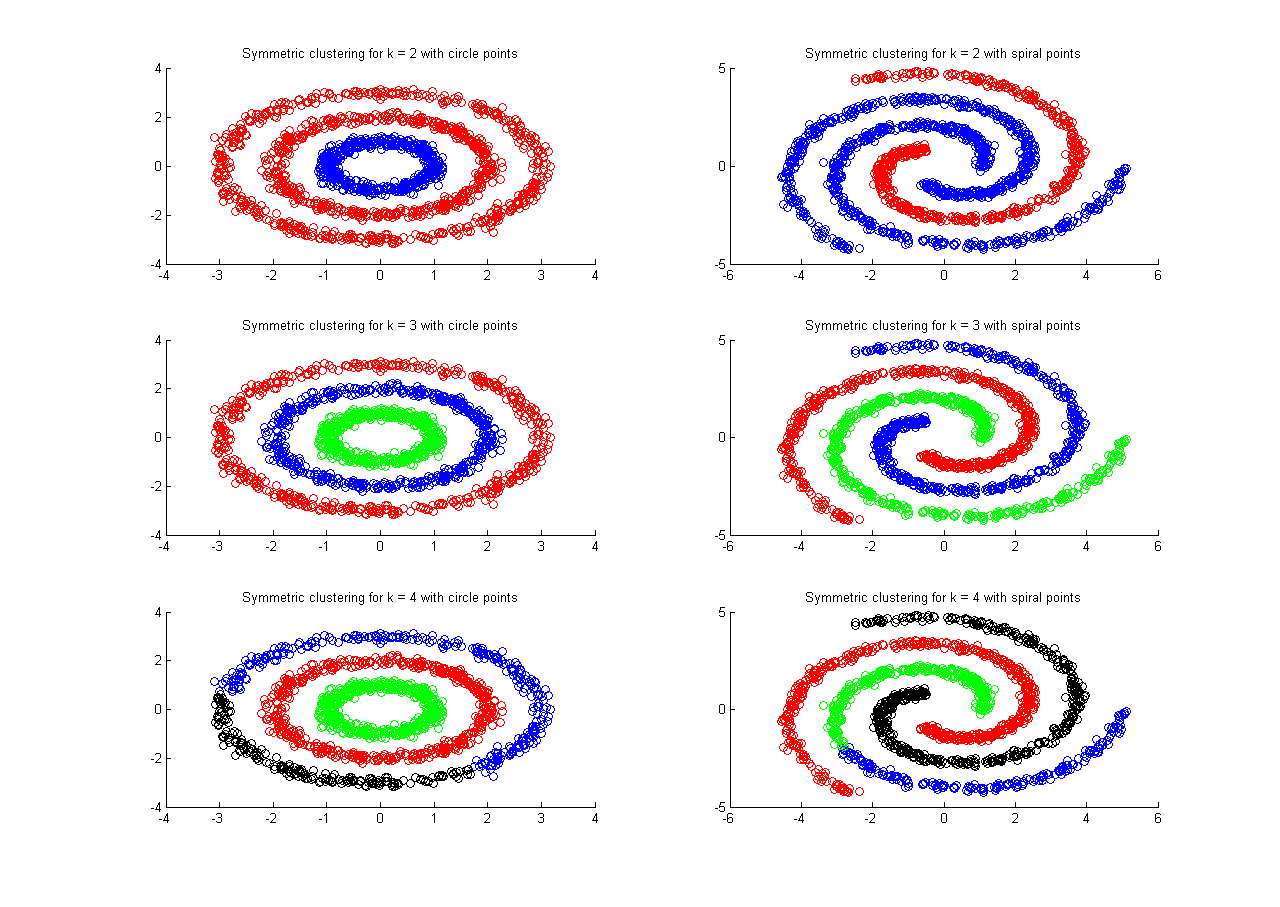 Symmetric clustering for k = 2 with circle points
4
2
0
-2
-4
-4 -3 -2 -1 0 1 2 3 4
Symmetric clustering for k = 2 with spiral points
5
0
-5
-6 -4 -2 0 2 4 6
Symmetric clustering for k = 3 with circle points
4
2
0
-2
-4
-4 -3 -2 -1 0 1 2 3 4
Symmetric clustering for k = 3 with spiral points
5
0
-5
-6 -4 -2 0 2 4 6
Symmetric clustering for k = 4 with circle points
4
2
0
-2
-4
-4 -3 -2 -1 0 1 2 3 4
Symmetric clustering for k = 4 with spiral points
5
0
-5
-6 -4 -2 0 2 4 6